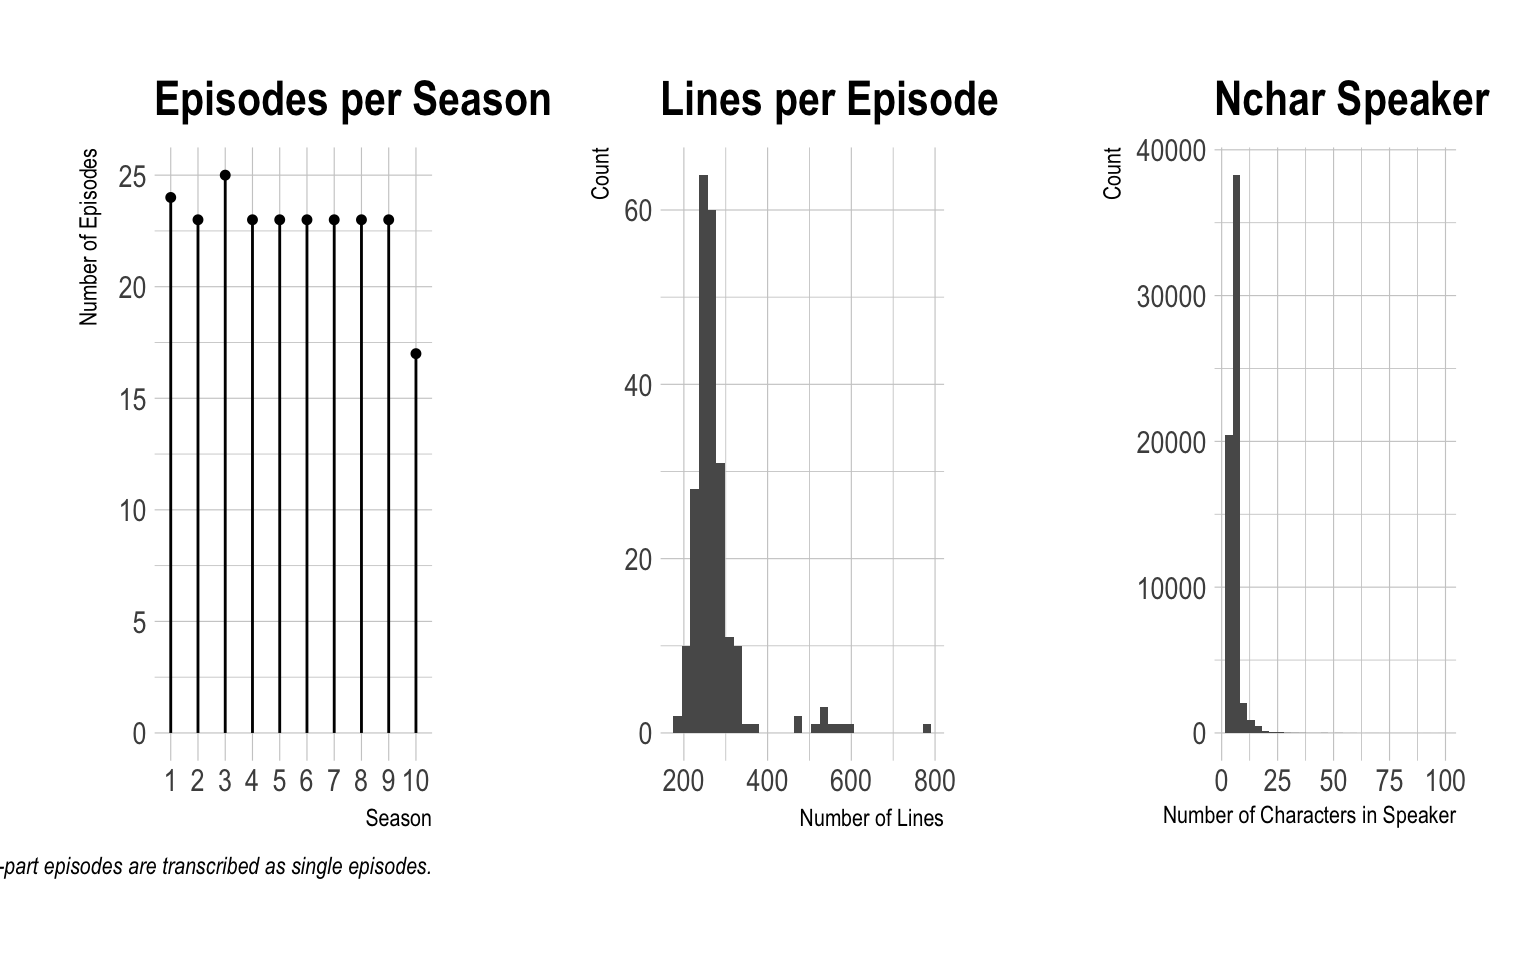 Episodes per Season
Number of Episodes
25
20
15
10
5
0
1 2 3 4 5 6 7 8 9 10
Season
-part episodes are transcribed as single episodes.
Lines per Episode
Count
60
40
20
0
200 400 600 800
Number of Lines
Nchar Speaker
Count
40000
30000
20000
10000
0
0 25 50 75 100
Number of Characters in Speaker